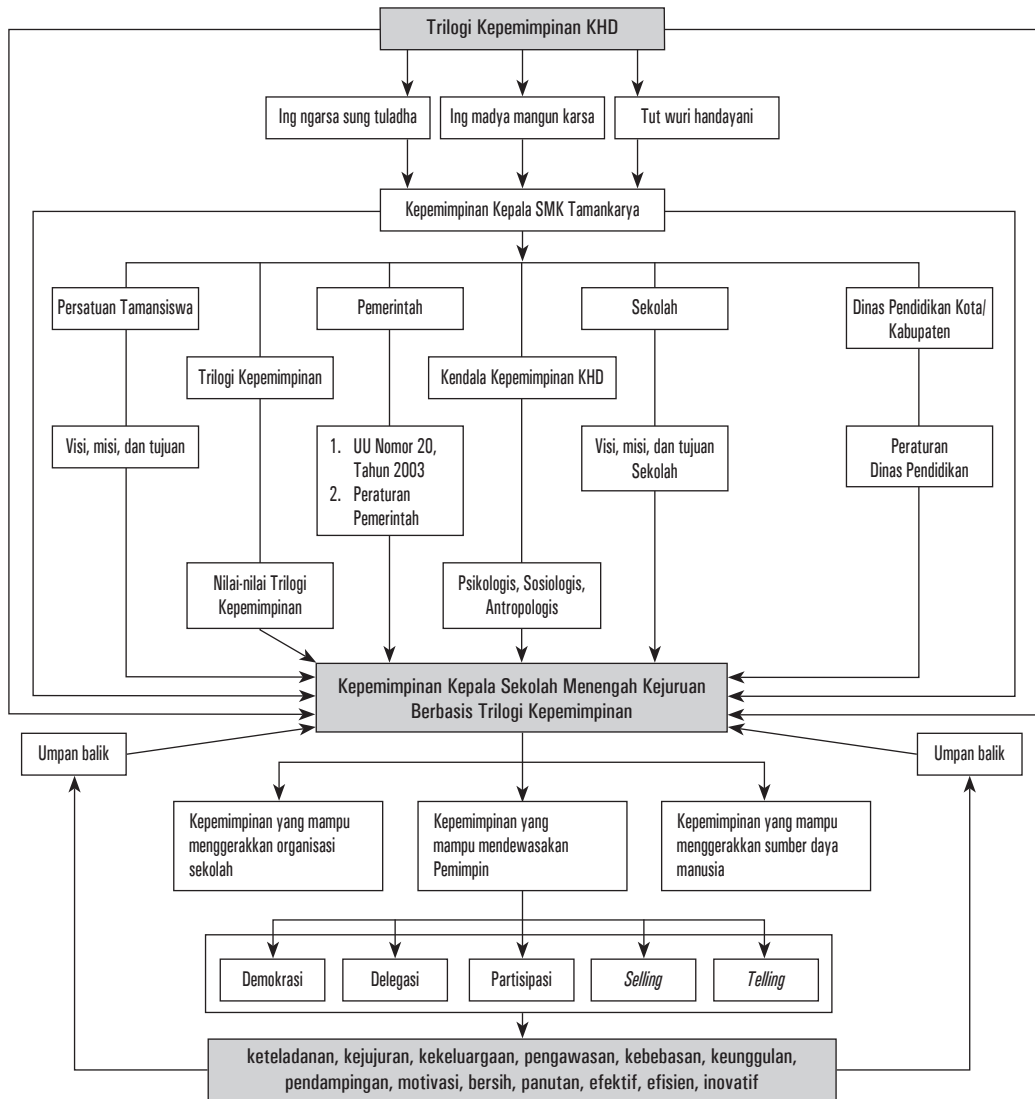 Trilogi Kepemimpinan KHD
Ing ngarsa sung tuladha
Ing madya mangun karsa
Tut wuri handayani
Kepemimpinan Kepala SMK Tamankarya
Persatuan Tamansiswa
Pemerintah
Sekolah
Dinas Pendidikan Kota/
Kabupaten
Trilogi Kepemimpinan
Kendala Kepemimpinan KHD
Visi, misi, dan tujuan
1. UU Nomor 20,
Tahun 2003
2. Peraturan
Pemerintah
Visi, misi, dan tujuan
Sekolah
Peraturan
Dinas Pendidikan
Nilai-nilai Trilogi
Kepemimpinan
Psikologis, Sosiologis,
Antropologis
Kepemimpinan Kepala Sekolah Menengah Kejuruan
Berbasis Trilogi Kepemimpinan
Umpan balik
Umpan balik
Kepemimpinan yang mampu
menggerakkan organisasi
sekolah
Kepemimpinan yang
mampu mendewasakan
Pemimpin
Kepemimpinan yang mampu
menggerakkan sumber daya
manusia
Demokrasi
Delegasi
Partisipasi
Selling
Telling
keteladanan, kejujuran, kekeluargaan, pengawasan, kebebasan, keunggulan,
pendampingan, motivasi, bersih, panutan, efektif, efisien, inovatif